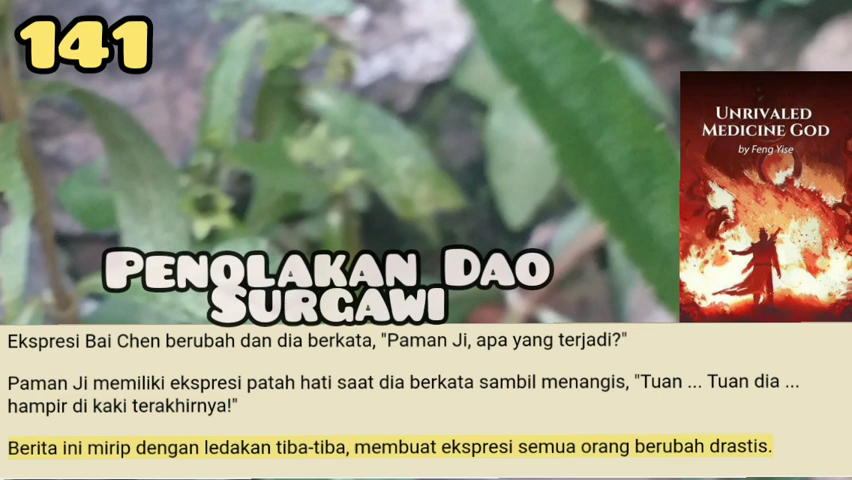 141
UNRIVALED
MEDICINE GOD
by Feng Yise
PENOLAKAN DAO
SURGAWI
Ekspresi Bai Chen berubah dan dia berkata, "Paman Ji, apa yang terjadi?"
Paman Ji memiliki ekspresi patah hati saat dia berkata sambil menangis, "Tuan ... Tuan dia ...
hampir di kaki terakhirnya!"
Berita ini mirip dengan ledakan tiba-tiba, membuat ekspresi semua orang berubah drastis.